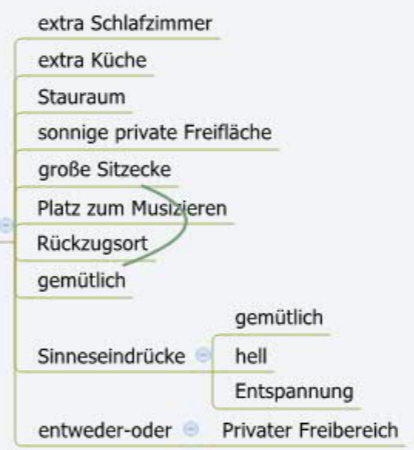 extra Schlafzimmer
extra Küche
Stauraum
sonnige private Freifläche
große Sitzecke
Platz zum Musizieren
Rückzugsort
gemütlich
Sinneseindrücke
gemütlich
hell
Entspannung
entweder-oder
Privater Freibereich